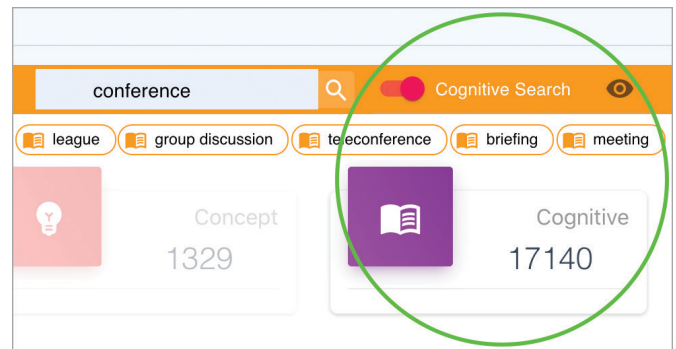 conference Cognitive Search
league group discussion teleconference briefing meeting
Concept
1329
Cognitive
17140